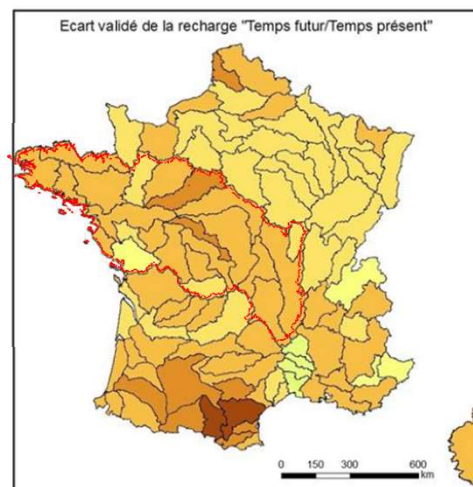 Ecart validé de la recharge "Temps futur/Temps présent"
0 150 300 600
km